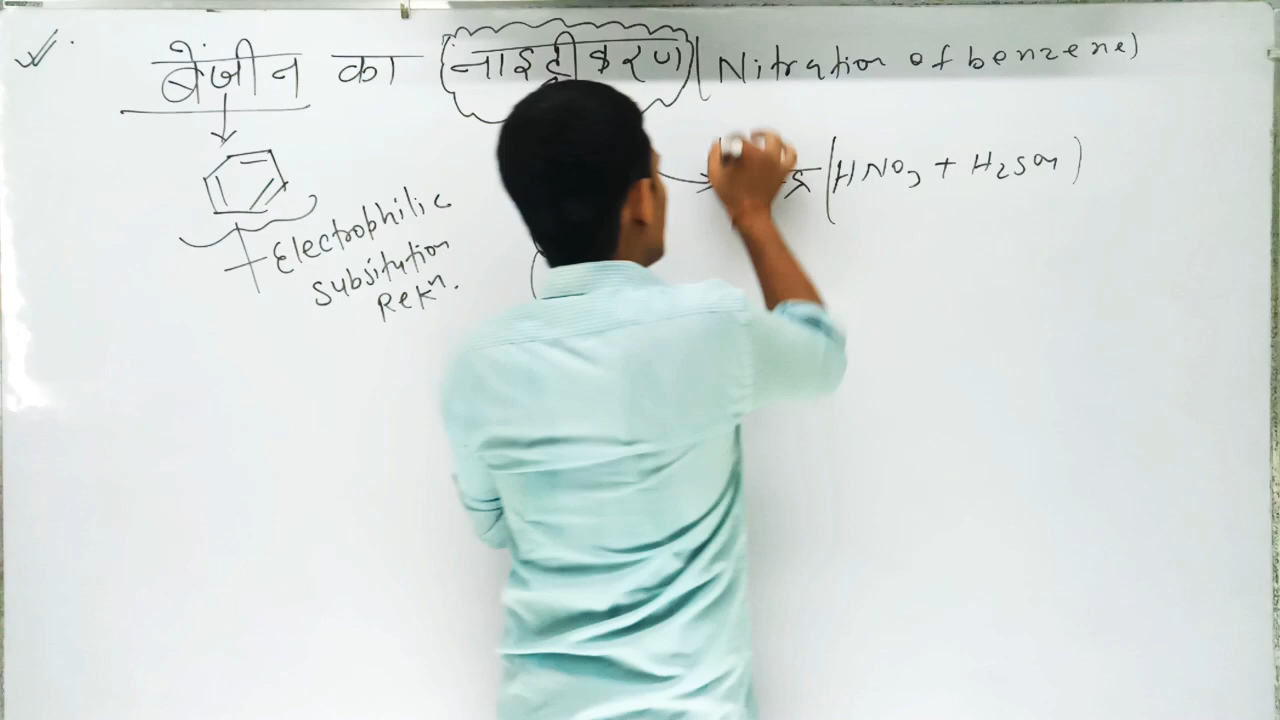 बेंजीन का नाइट्रीकरण (Nitration of benzene)
(HNO3 + H2SO4)
Electrophilic
Subsitution
Rekn.